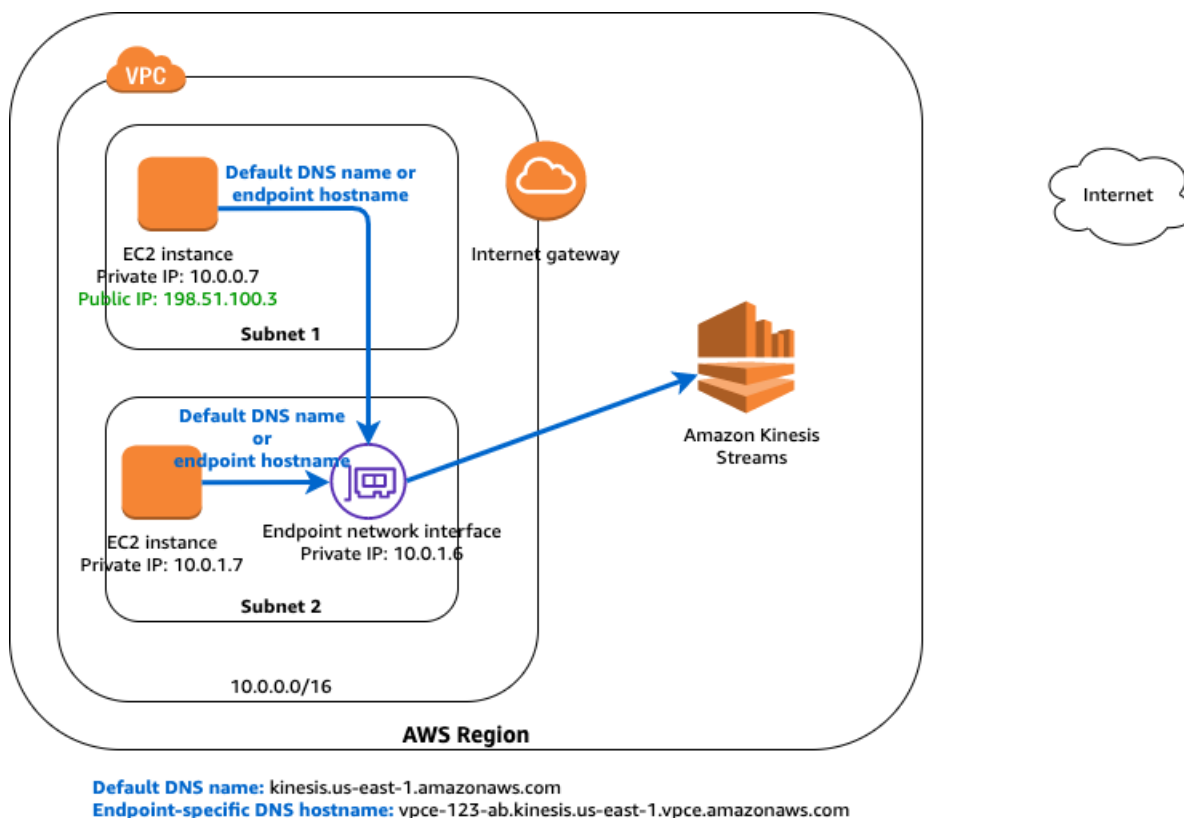 VPC
Default DNS name or
endpoint hostname
EC2 instance
Private IP: 10.0.0.7
Public IP: 198.51.100.3
Subnet 1
Internet gateway
Internet
Default DNS name
or
endpoint hostname
EC2 instance
Private IP: 10.0.1.7
Endpoint network interface
Private IP: 10.0.1.6
Subnet 2
Amazon Kinesis
Streams
10.0.0.0/16
AWS Region
Default DNS name: kinesis.us-east-1.amazonaws.com
Endpoint-specific DNS hostname: vpce-123-ab.kinesis.us-east-1.vpce.amazonaws.com